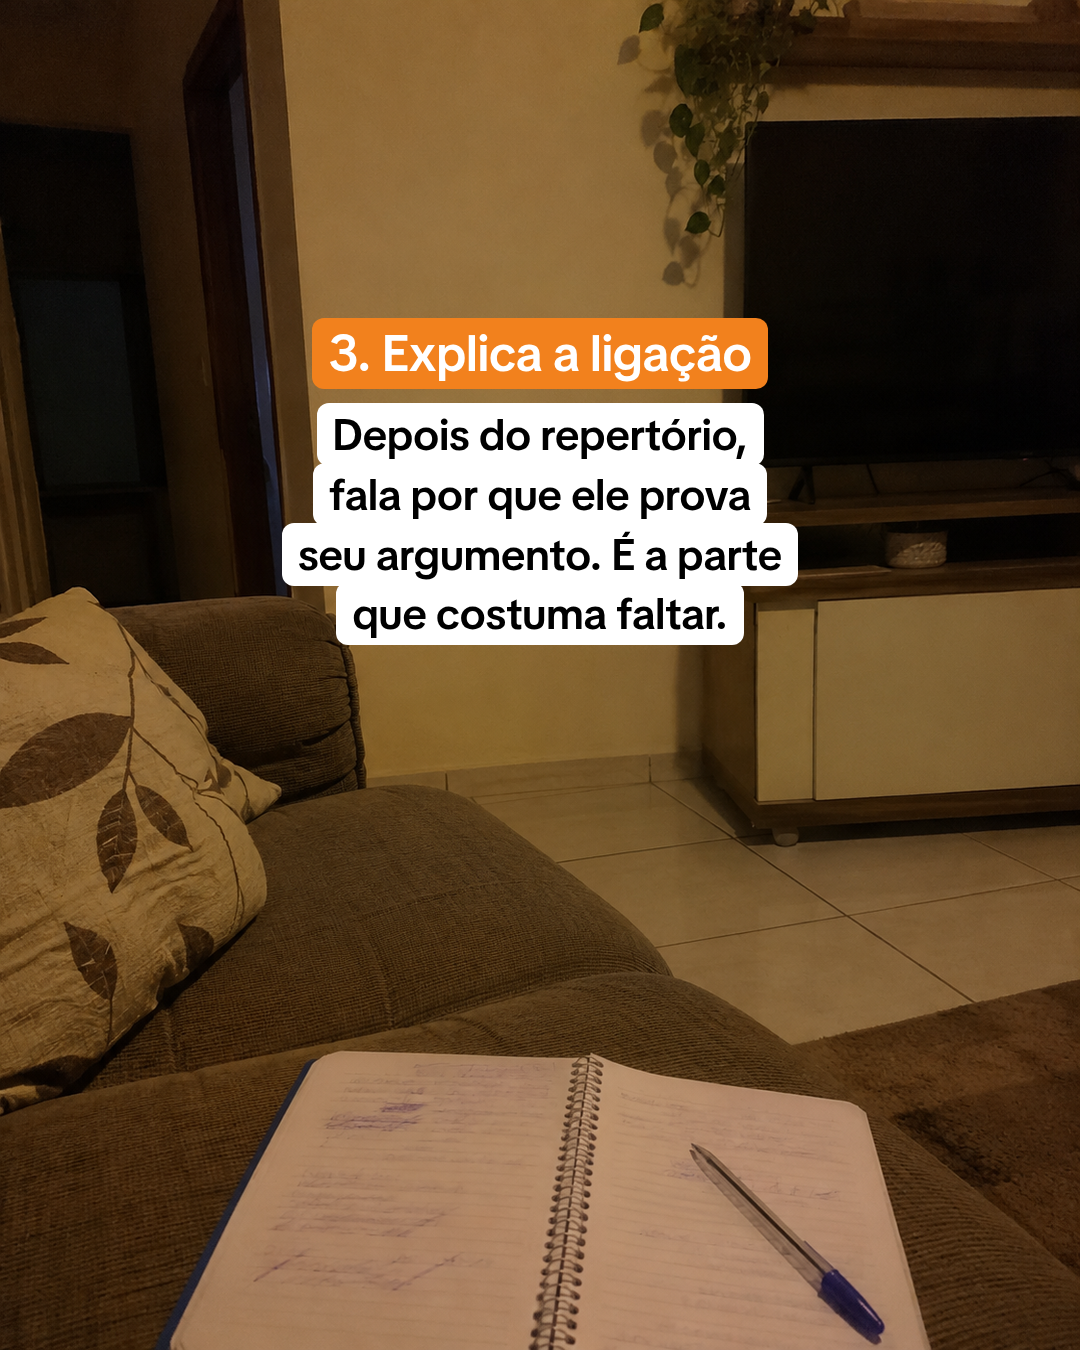 3. Explica a ligação
Depois do repertório,
fala por que ele prova
seu argumento. É a parte
que costuma faltar.